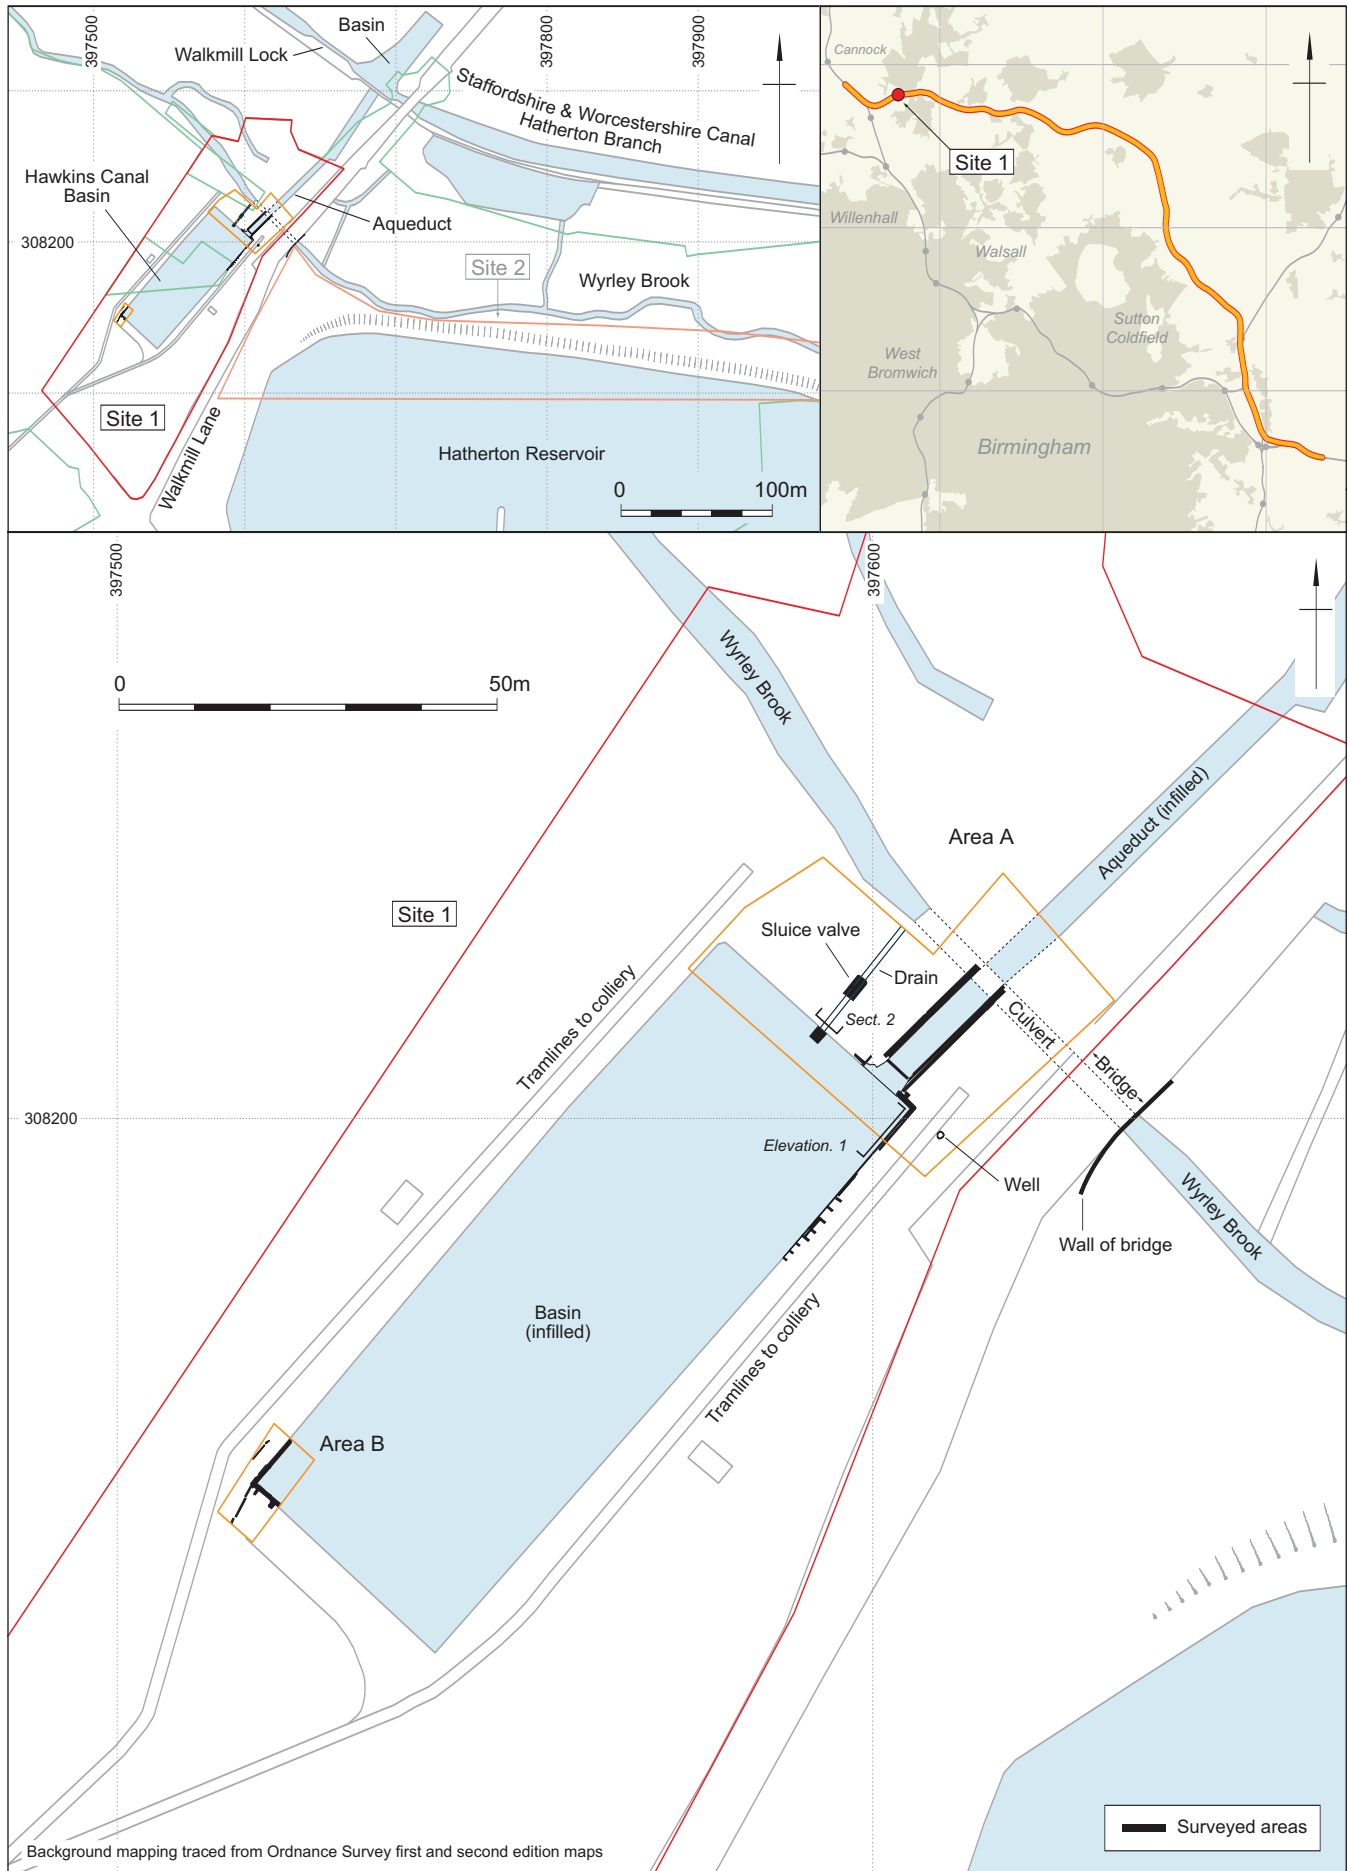 397500
397800
397900
Basin
Walkmill Lock
Staffordshire & Worcestershire Canal
Hatherton Branch
Hawkins Canal
Basin
Aqueduct
308200
Site 2
Wyrley Brook
Site 1
Walkmill Lane
Hatherton Reservoir
0
100m
Cannock
Site 1
Willenhall
Walsall
Sutton
Coldfield
West
Bromwich
Birmingham
397500
397600
0
50m
Wyrley Brook
Area A
Aqueduct (infilled)
Site 1
Sluice valve
Drain
Sect. 2
Culvert
Tramlines to colliery
Bridge
308200
Elevation. 1
Well
Wyrley Brook
Wall of bridge
Basin
(infilled)
Tramlines to colliery
Area B
Surveyed areas
Background mapping traced from Ordnance Survey first and second edition maps